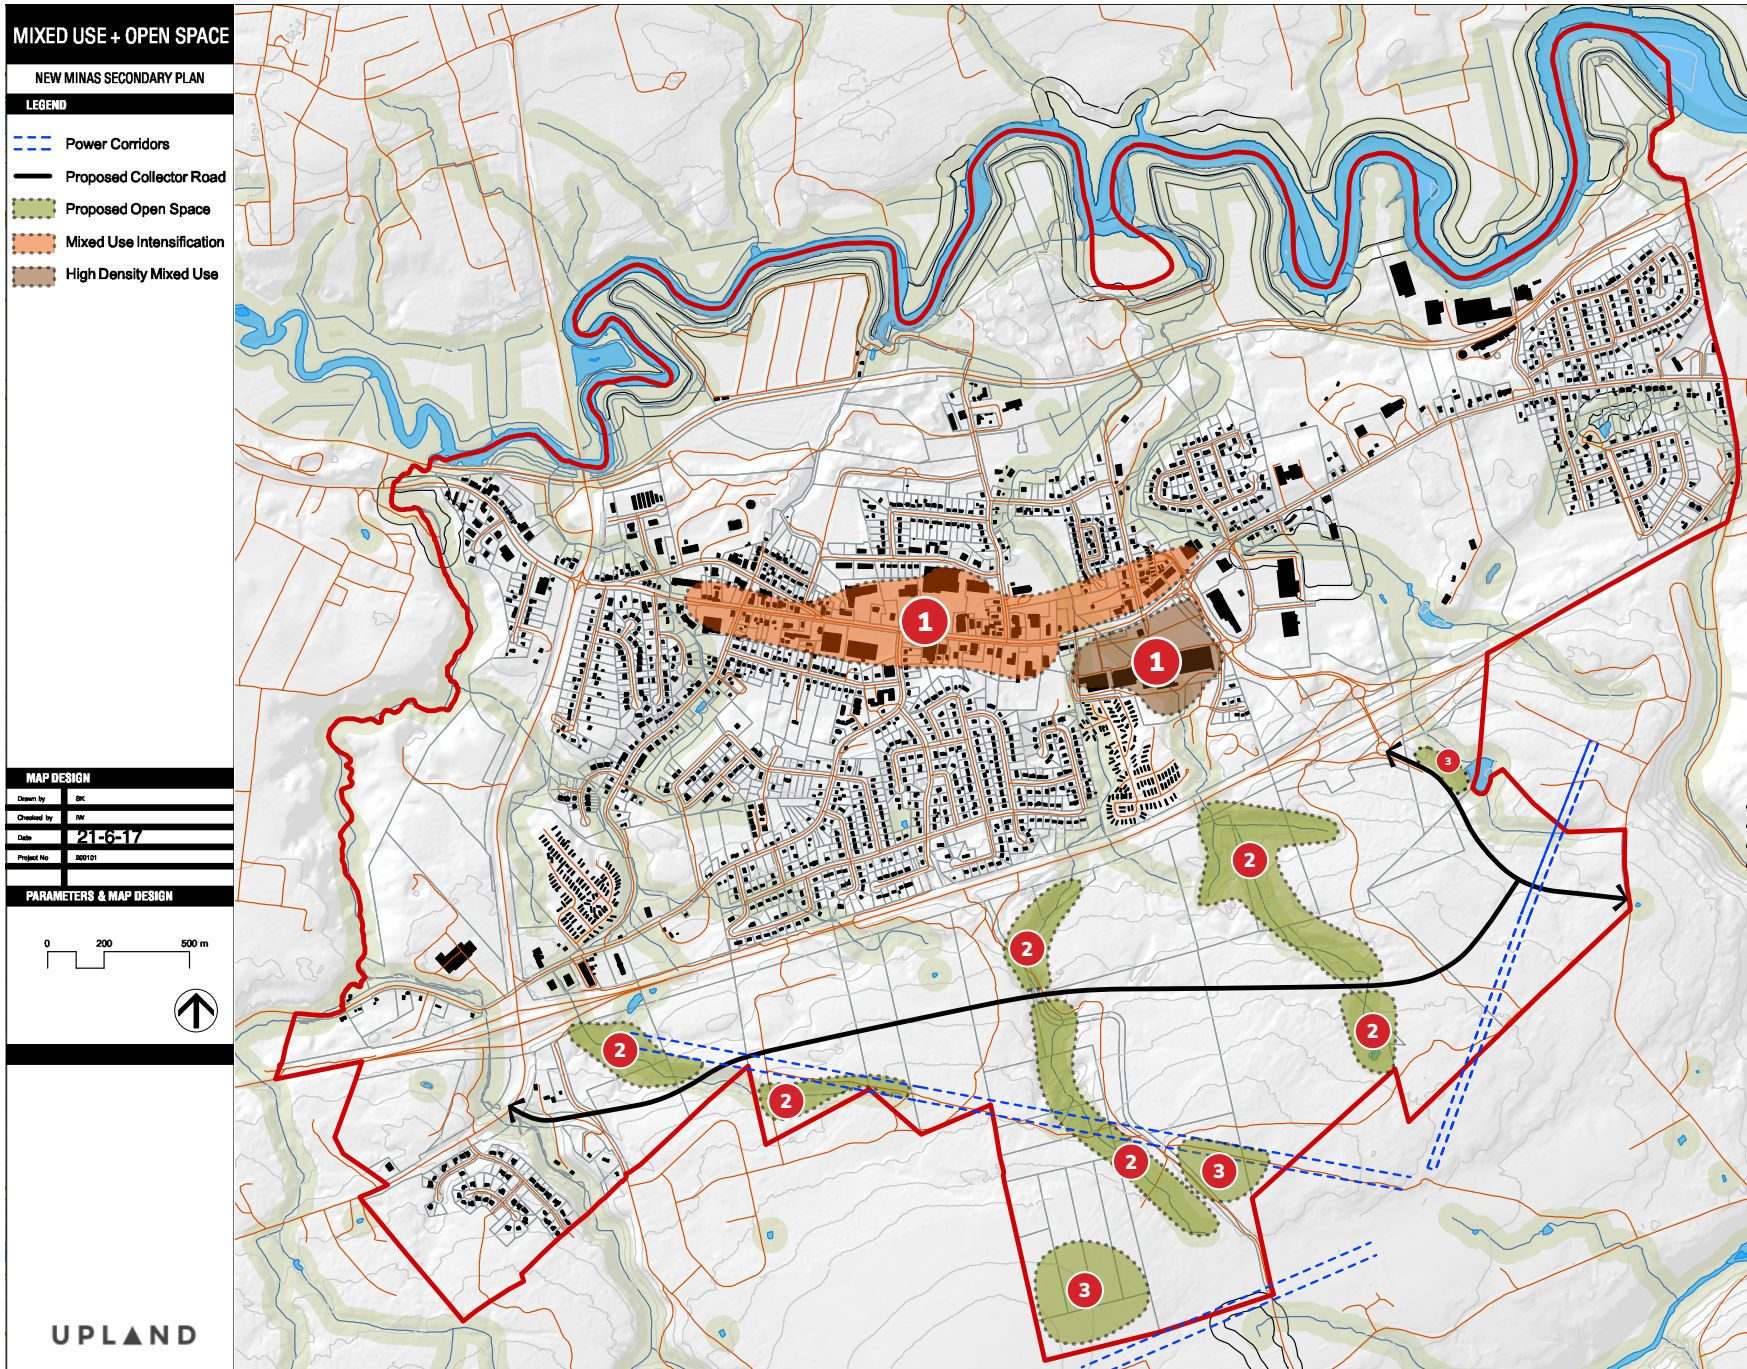 MIXED USE + OPEN SPACE
NEW MINAS SECONDARY PLAN
LEGEND
Power Corridors
Proposed Collector Road
Proposed Open Space
Mixed Use Intensification
High Density Mixed Use
MAP DESIGN
Drawn by SK
Checked by IW
Date 21-6-17
Project No 200101
PARAMETERS & MAP DESIGN
0 200 500 m
UPLAND
1
1
3
2
2
2
2
2
2
3
3